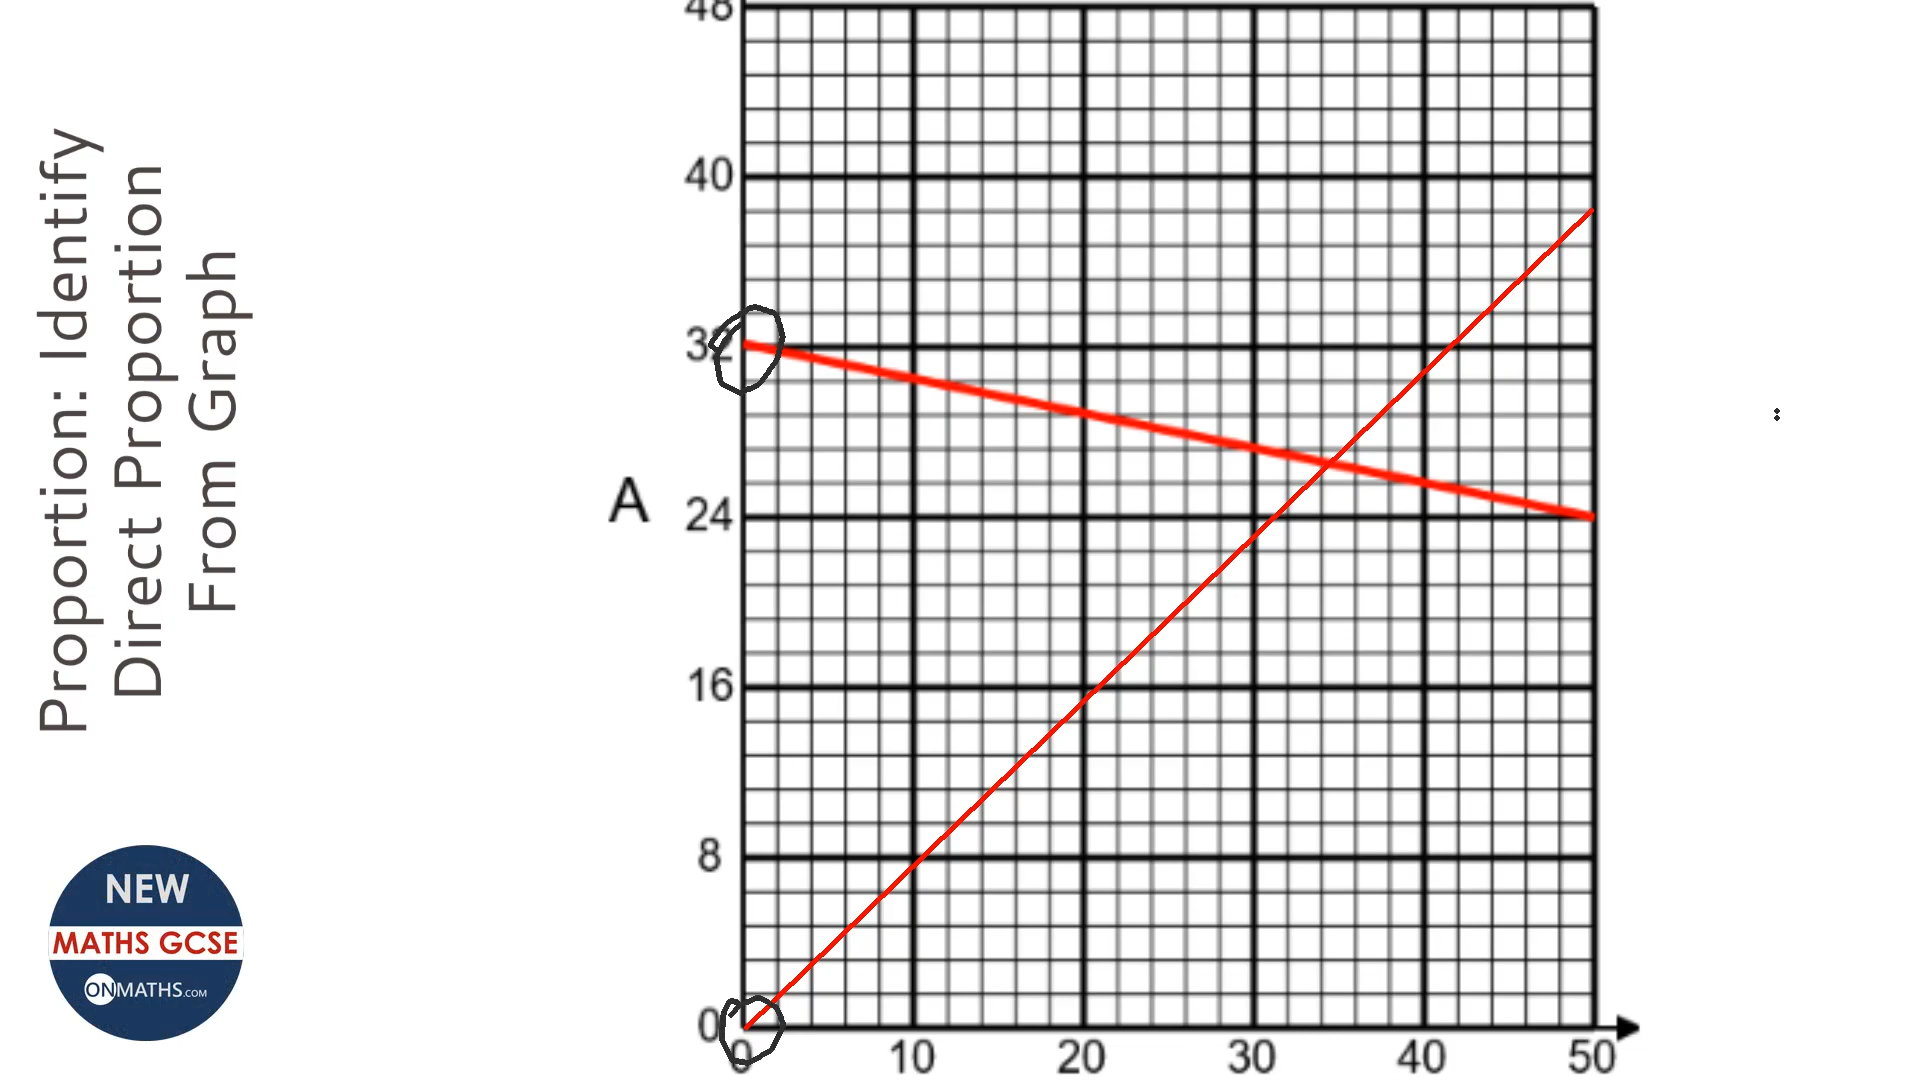 Proportion: Identify
Direct Proportion
From Graph
NEW
MATHS GCSE
ONMATHS.COM
A
48
40
32
24
16
8
0
0 10 20 30 40 50